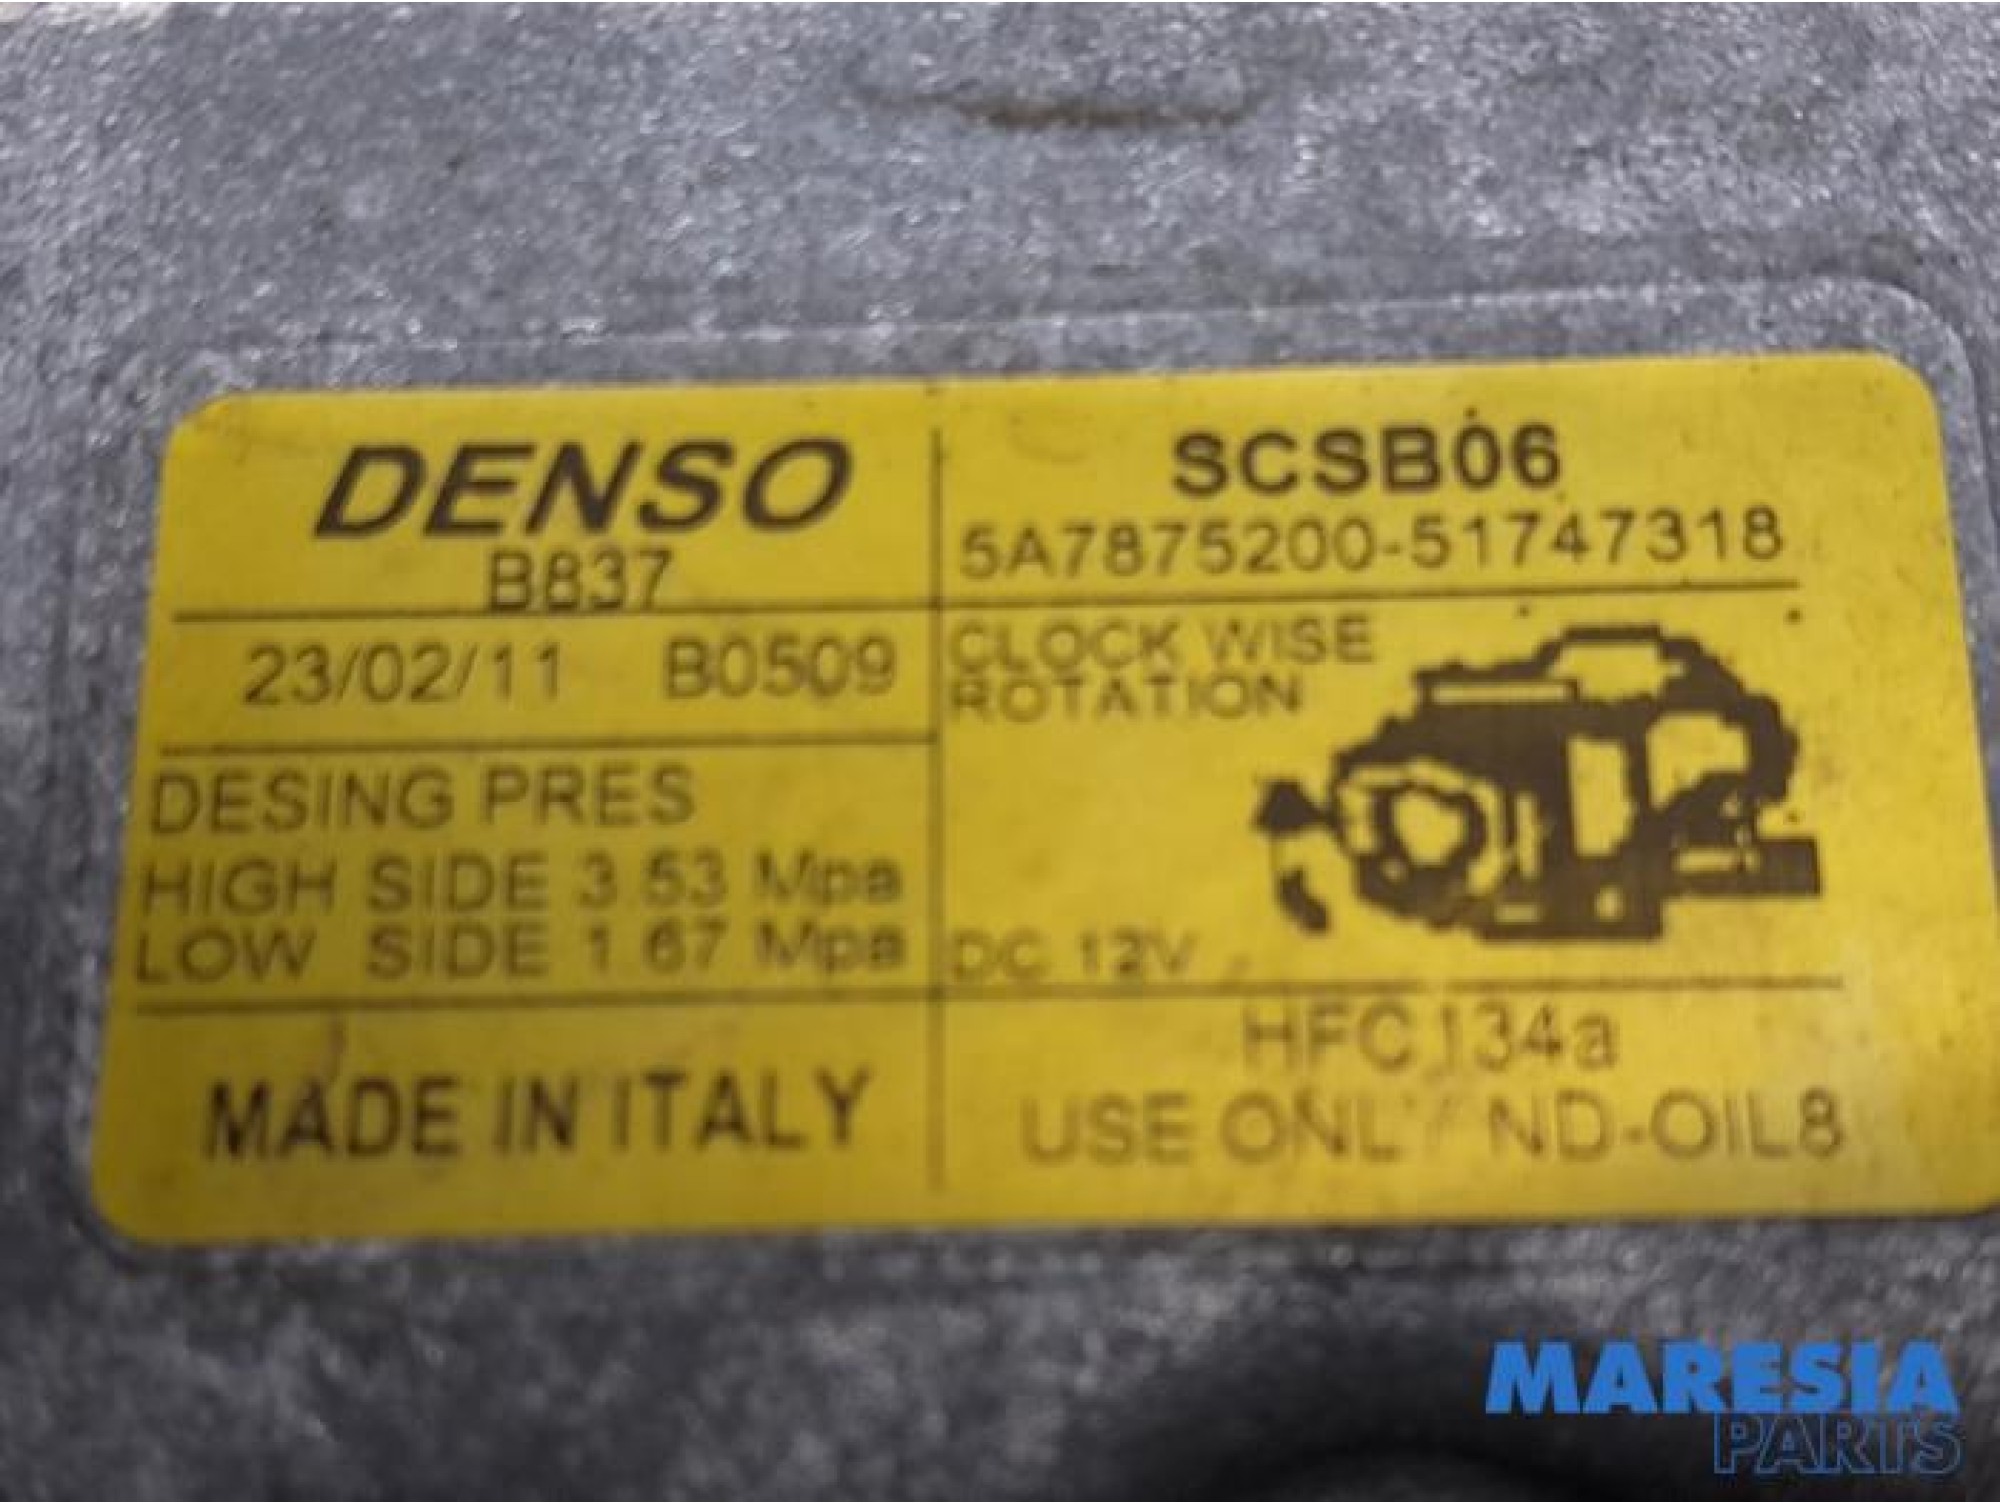 DENSO
B837
SCSB06
5A7875200-51747318
23/02/11 B0509
CLOCK WISE
ROTATION
DESING PRES
HIGH SIDE 3.53 Mpa
LOW SIDE 1.67 Mpa
DC 12V
MADE IN ITALY
HFC134a
USE ONLY ND-OIL8
MARESIA
PARTS